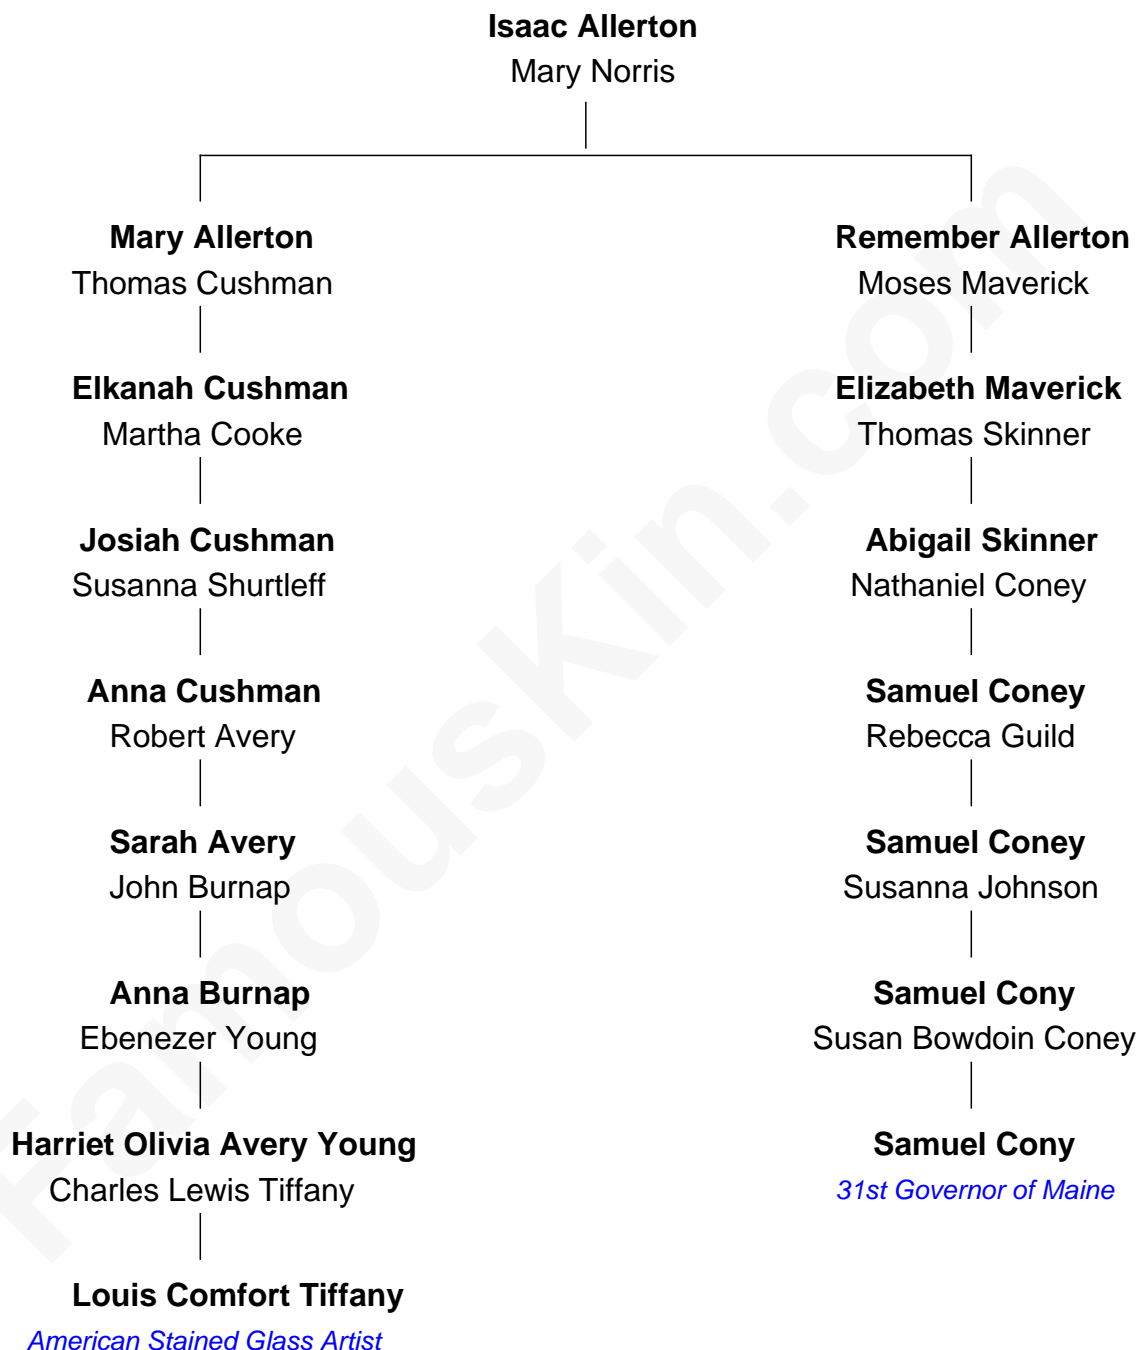 Isaac Allerton
Mary Norris
Mary Allerton
Thomas Cushman
Elkanah Cushman
Martha Cooke
Josiah Cushman
Susanna Shurtleff
Anna Cushman
Robert Avery
Sarah Avery
John Burnap
Anna Burnap
Ebenezer Young
Harriet Olivia Avery Young
Charles Lewis Tiffany
Louis Comfort Tiffany
American Stained Glass Artist
Remember Allerton
Moses Maverick
Elizabeth Maverick
Thomas Skinner
Abigail Skinner
Nathaniel Coney
Samuel Coney
Rebecca Guild
Samuel Coney
Susanna Johnson
Samuel Cony
Susan Bowdoin Coney
Samuel Cony
31st Governor of Maine
FamousKin.com